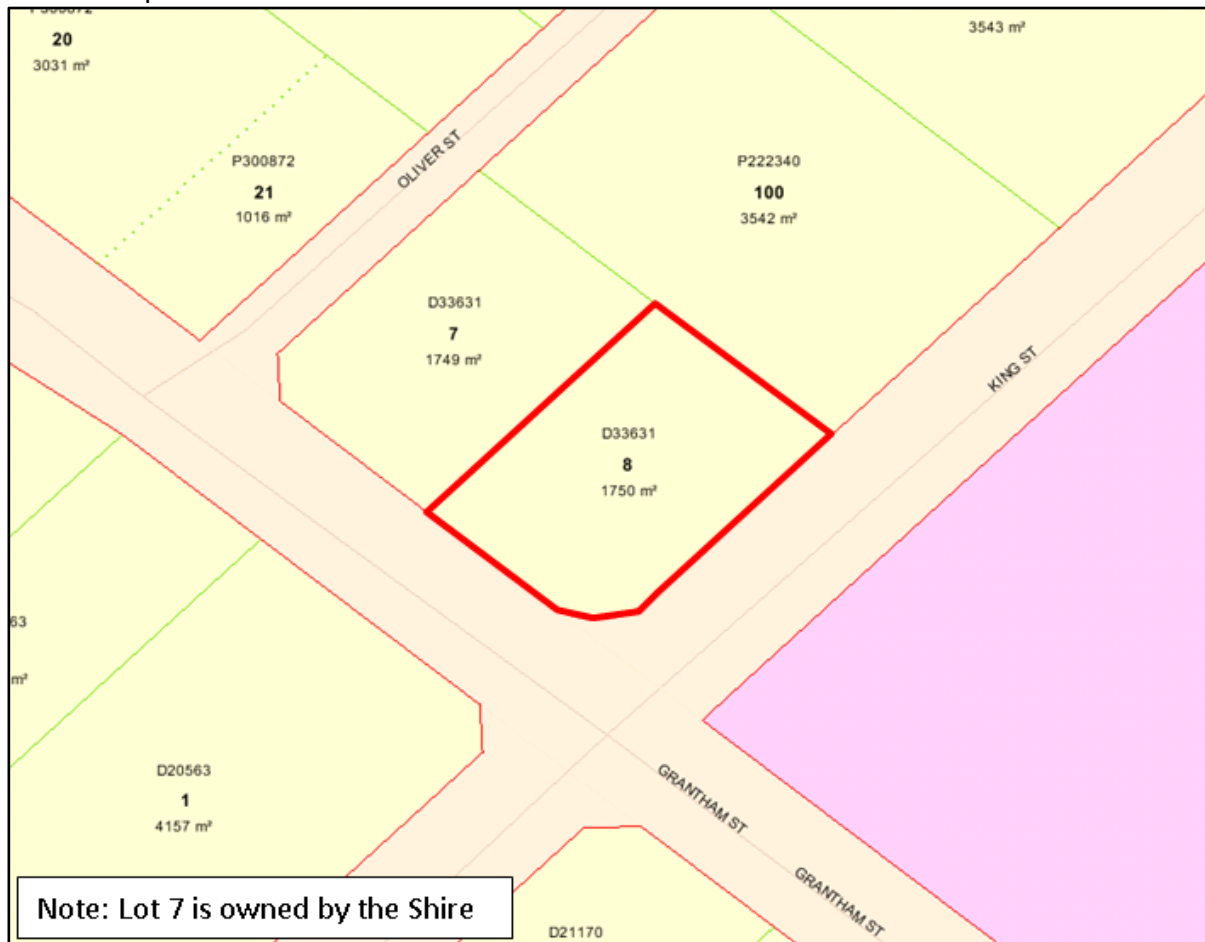 20
3031 m²
3543 m²
P300872
21
1016 m²
OLIVER ST
P222340
100
3542 m²
D33631
7
1749 m²
KING ST
D33631
8
1750 m²
63
m²
D20563
1
4157 m²
GRANTHAM ST
GRANTHAM ST
Note: Lot 7 is owned by the Shire
D21170